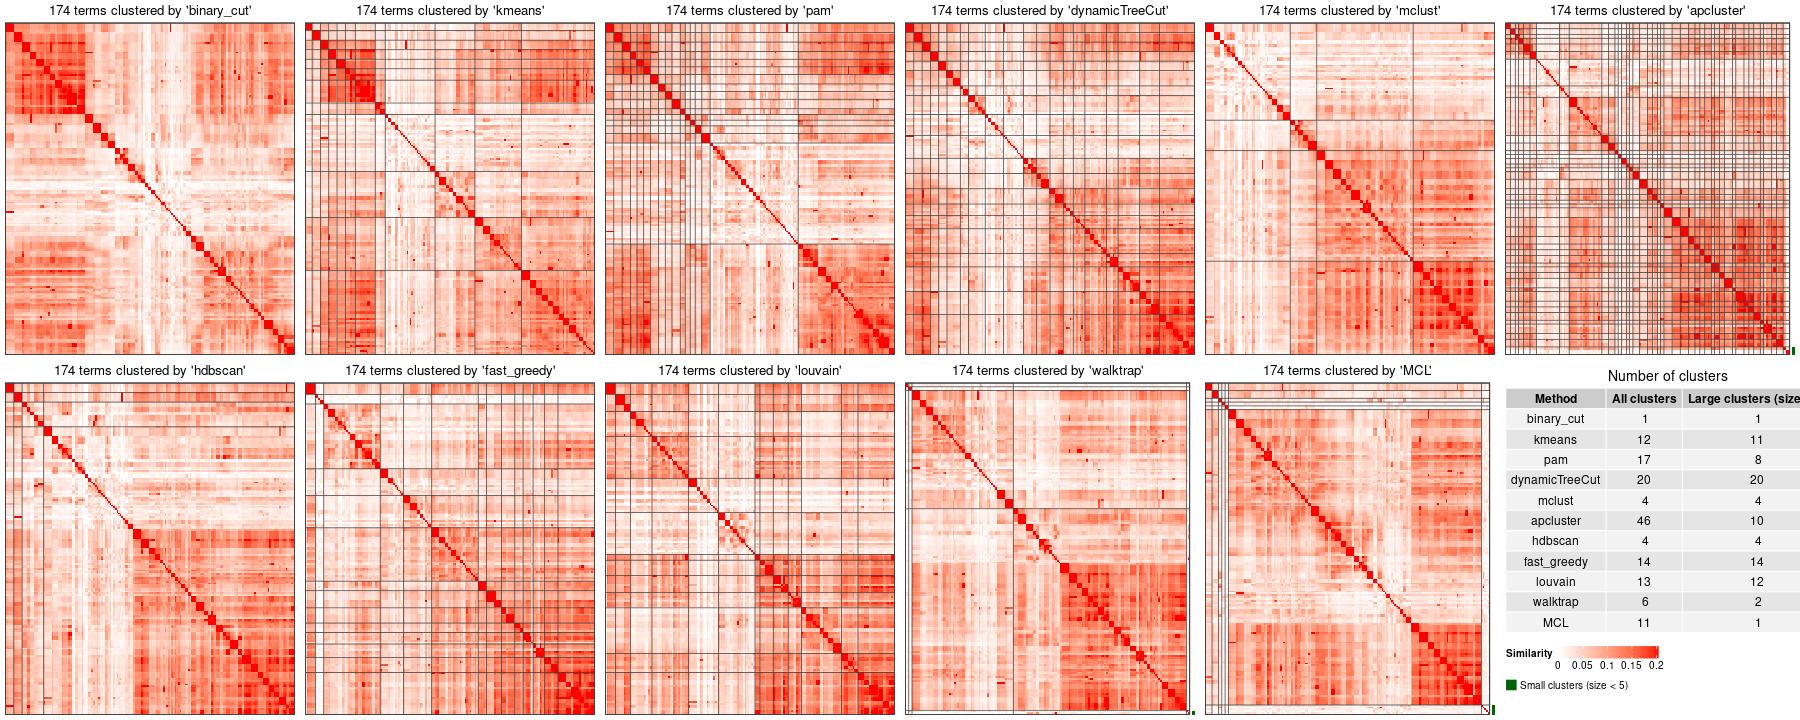 174 terms clustered by 'binary_cut'
174 terms clustered by 'kmeans'
174 terms clustered by 'pam'
174 terms clustered by 'dynamicTreeCut'
174 terms clustered by 'mclust'
174 terms clustered by 'apcluster'
174 terms clustered by 'hdbscan'
174 terms clustered by 'fast_greedy'
174 terms clustered by 'louvain'
174 terms clustered by 'walktrap'
174 terms clustered by 'MCL'
Number of clusters
Method All clusters Large clusters (size
binary_cut 1 1
kmeans 12 11
pam 17 8
dynamicTreeCut 20 20
mclust 4 4
apcluster 46 10
hdbscan 4 4
fast_greedy 14 14
louvain 13 12
walktrap 6 2
MCL 11 1
Similarity
0 0.05 0.1 0.15 0.2
Small clusters (size < 5)